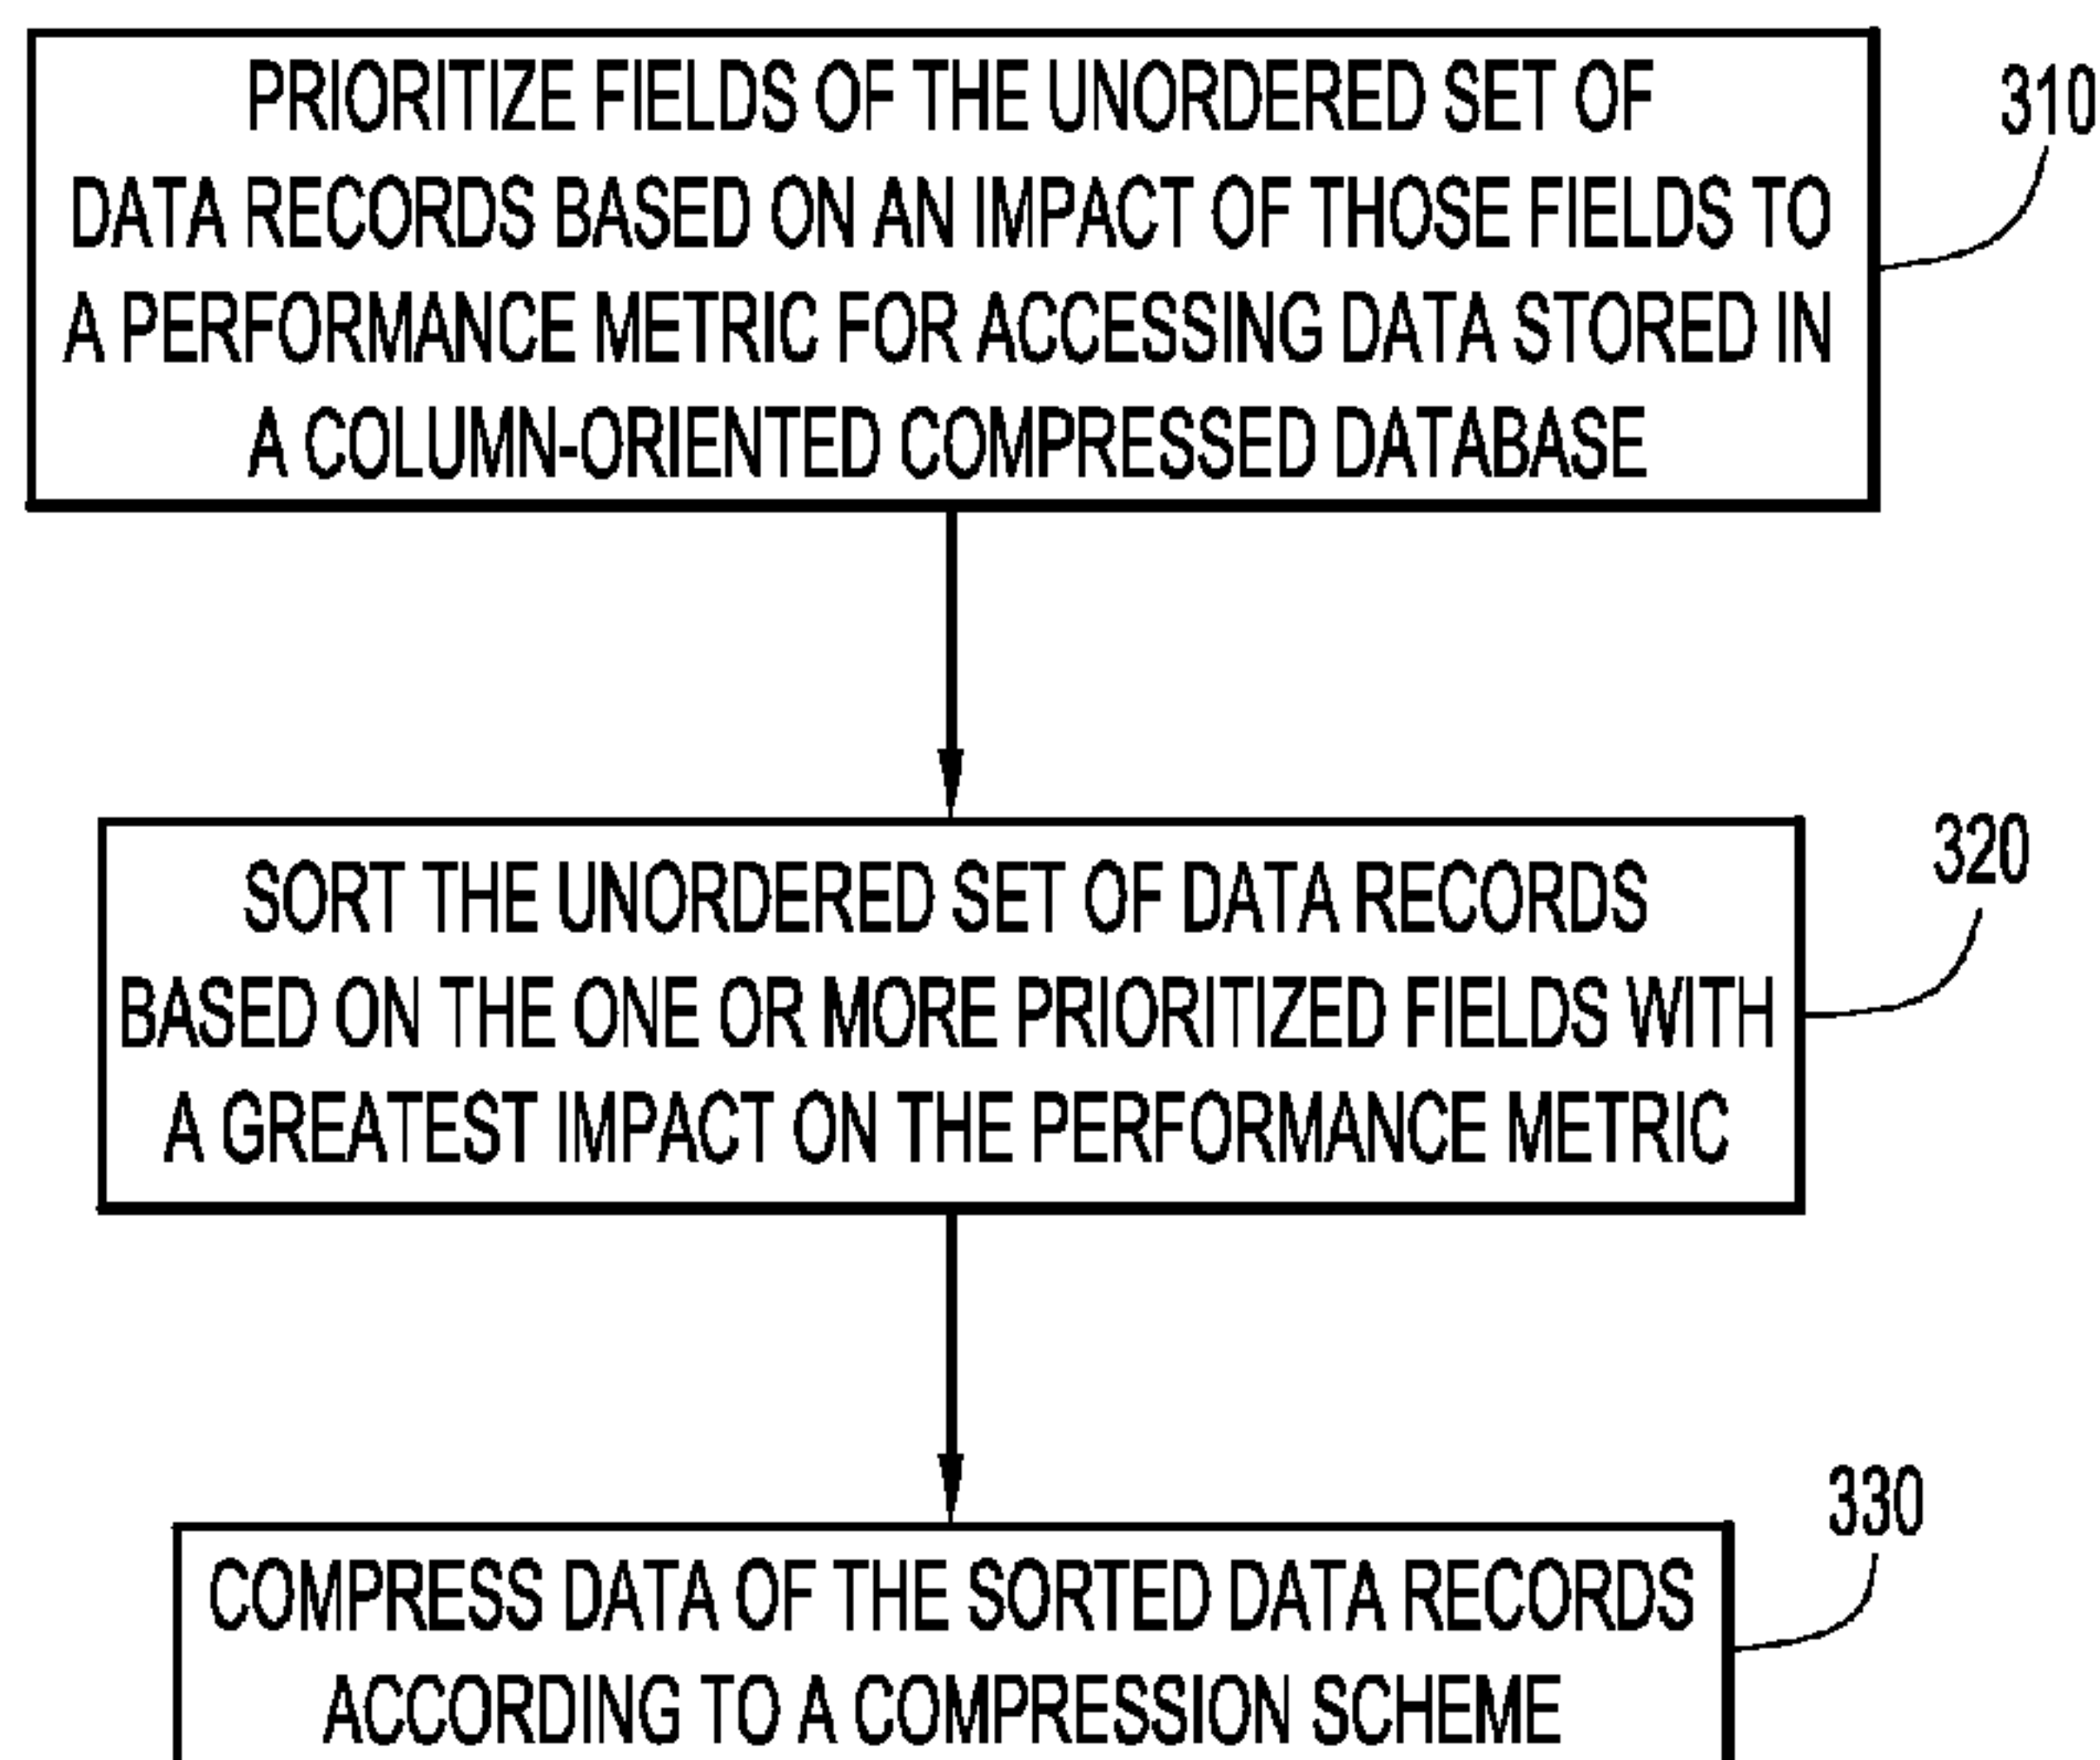 PRIORITIZE FIELDS OF THE UNORDERED SET OF
DATA RECORDS BASED ON AN IMPACT OF THOSE FIELDS TO
A PERFORMANCE METRIC FOR ACCESSING DATA STORED IN
A COLUMN-ORIENTED COMPRESSED DATABASE
310
SORT THE UNORDERED SET OF DATA RECORDS
BASED ON THE ONE OR MORE PRIORITIZED FIELDS WITH
A GREATEST IMPACT ON THE PERFORMANCE METRIC
320
COMPRESS DATA OF THE SORTED DATA RECORDS
ACCORDING TO A COMPRESSION SCHEME
330